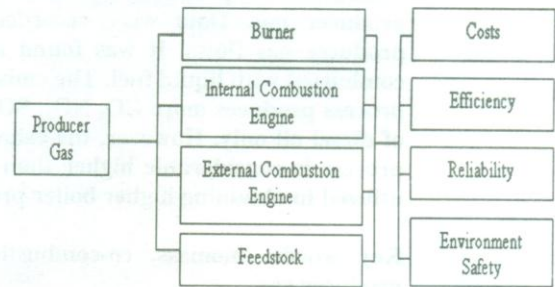 Burner
Costs
Internal Combustion
Engine
Efficiency
Producer
Gas
External Combustion
Engine
Reliability
Feedstock
Environment
Safety